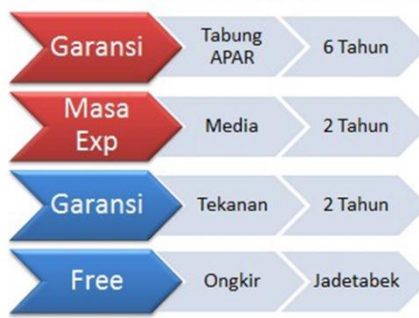 Garansi Tabung APAR 6 Tahun
Masa Exp Media 2 Tahun
Garansi Tekanan 2 Tahun
Free Ongkir Jadetabek